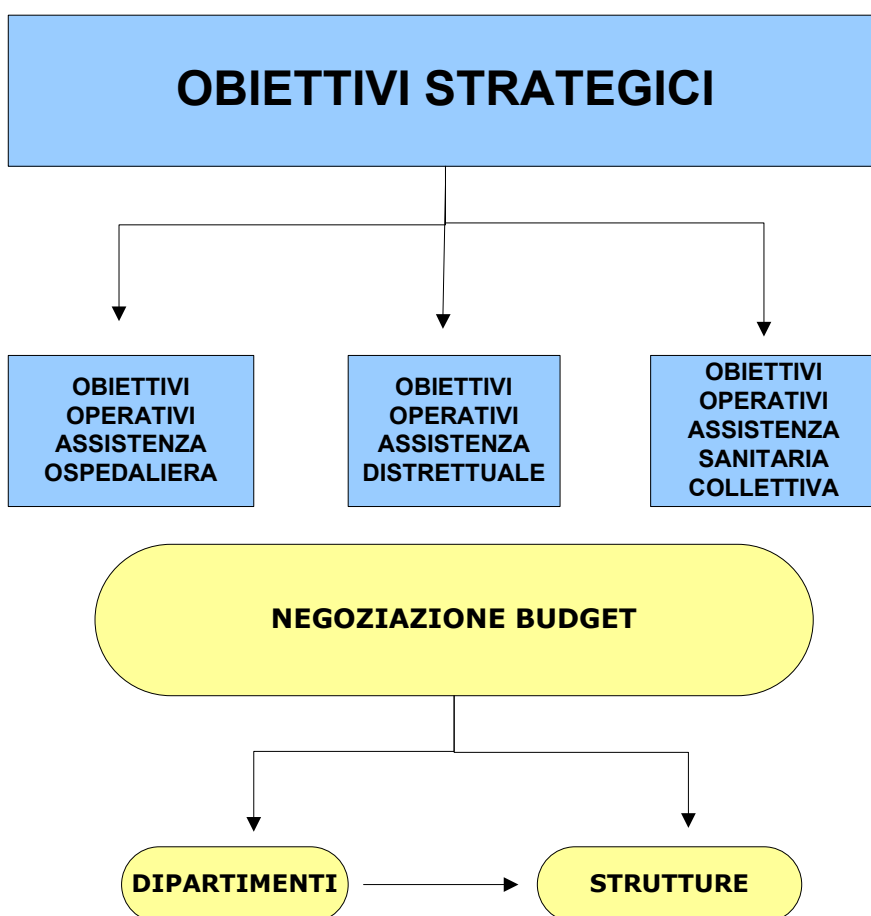 OBIETTIVI STRATEGICI
OBIETTIVI
OPERATIVI
ASSISTENZA
OSPEDALIERA
OBIETTIVI
OPERATIVI
ASSISTENZA
DISTRETTUALE
OBIETTIVI
OPERATIVI
ASSISTENZA
SANITARIA
COLLETTIVA
NEGOZIAZIONE BUDGET
DIPARTIMENTI
STRUTTURE